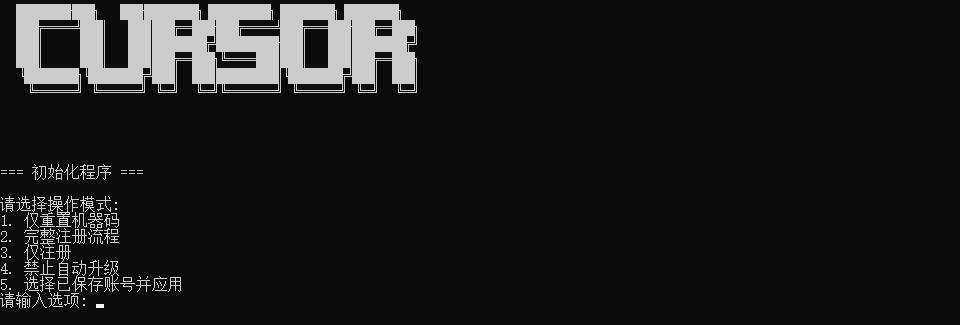 CURSOR
=== 初始化程序 ===
请选择操作模式:
1. 仅重置机器码
2. 完整注册流程
3. 仅注册
4. 禁止自动升级
5. 选择已保存账号并应用
请输入选项: